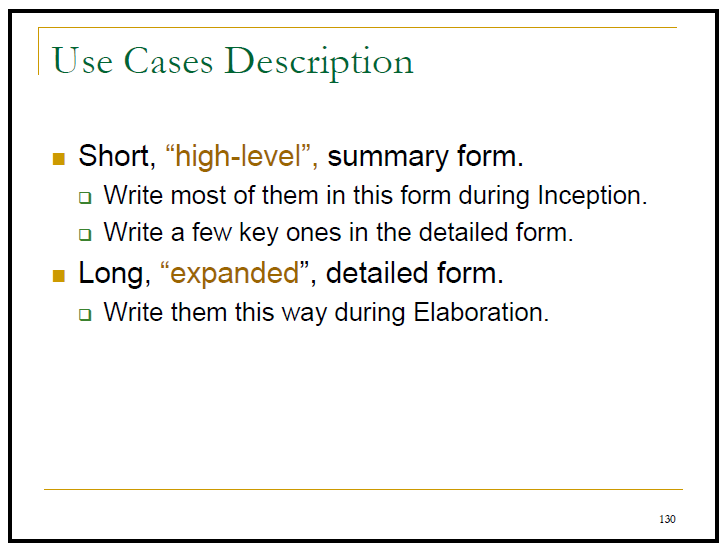 Use Cases Description
Short, “high-level”, summary form.
Write most of them in this form during Inception.
Write a few key ones in the detailed form.
Long, “expanded”, detailed form.
Write them this way during Elaboration.
130